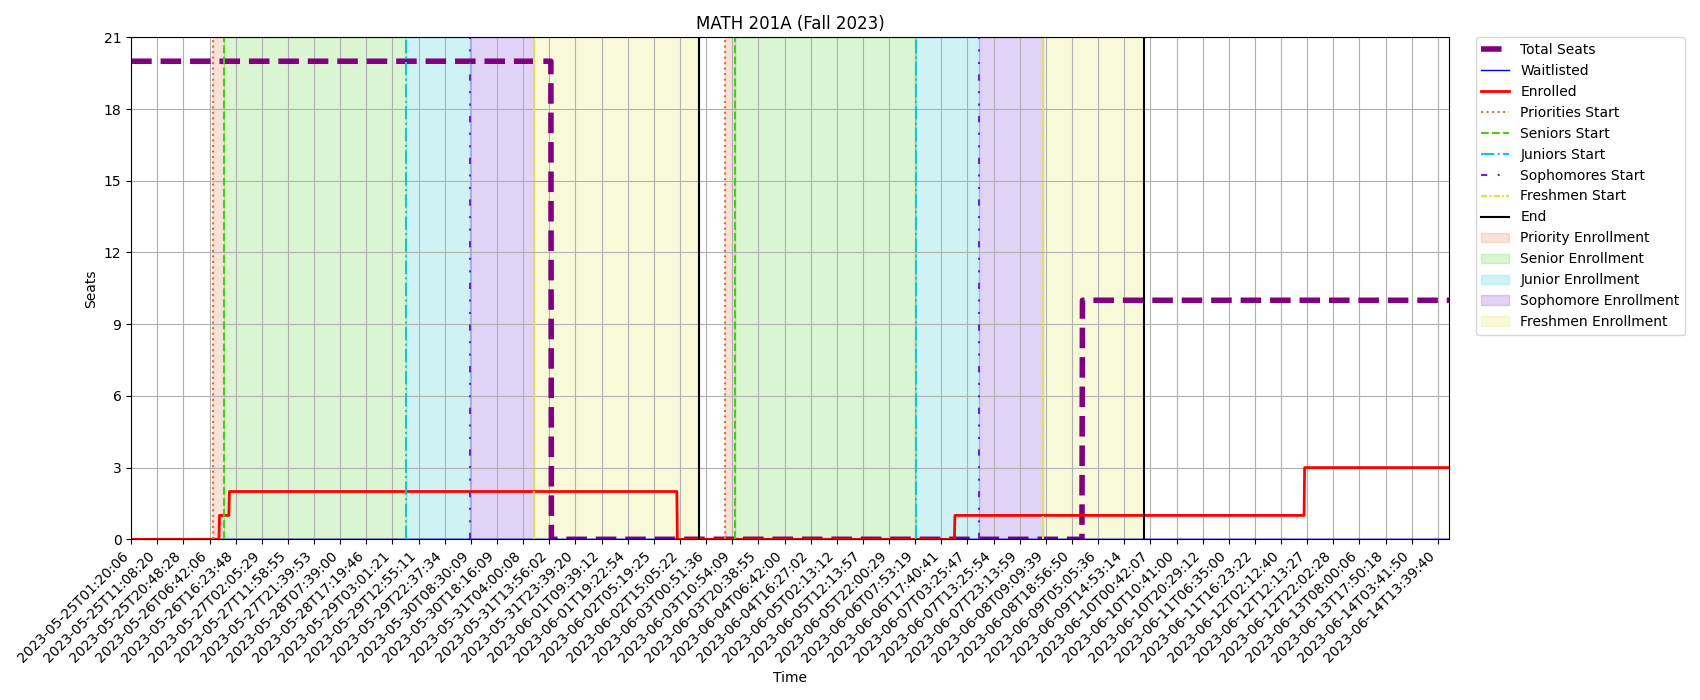 MATH 201A (Fall 2023)
Seats
21
18
15
12
9
6
3
0
2023-05-25T01:20:06
2023-05-25T11:08:20
2023-05-25T20:48:28
2023-05-26T06:42:06
2023-05-26T16:23:48
2023-05-27T02:05:29
2023-05-27T11:58:55
2023-05-27T21:39:53
2023-05-28T07:39:00
2023-05-28T17:19:46
2023-05-29T03:01:21
2023-05-29T12:55:11
2023-05-29T22:37:34
2023-05-30T08:30:09
2023-05-30T18:16:09
2023-05-31T04:00:08
2023-05-31T13:56:02
2023-05-31T23:39:20
2023-06-01T09:39:12
2023-06-01T19:22:54
2023-06-02T05:19:25
2023-06-02T15:05:22
2023-06-03T00:51:36
2023-06-03T10:54:09
2023-06-03T20:38:55
2023-06-04T06:42:00
2023-06-04T16:27:02
2023-06-05T02:13:12
2023-06-05T12:13:57
2023-06-05T22:00:29
2023-06-06T07:53:19
2023-06-06T17:40:41
2023-06-07T03:25:47
2023-06-07T13:25:54
2023-06-07T23:13:59
2023-06-08T09:09:39
2023-06-08T18:56:50
2023-06-09T05:05:36
2023-06-09T14:53:14
2023-06-10T00:42:07
2023-06-10T10:41:00
2023-06-10T20:29:12
2023-06-11T06:35:00
2023-06-11T16:23:22
2023-06-12T02:12:40
2023-06-12T12:13:27
2023-06-12T22:02:28
2023-06-13T08:00:06
2023-06-13T17:50:18
2023-06-14T03:41:50
2023-06-14T13:39:40
Time
Total Seats
Waitlisted
Enrolled
Priorities Start
Seniors Start
Juniors Start
Sophomores Start
Freshmen Start
End
Priority Enrollment
Senior Enrollment
Junior Enrollment
Sophomore Enrollment
Freshmen Enrollment